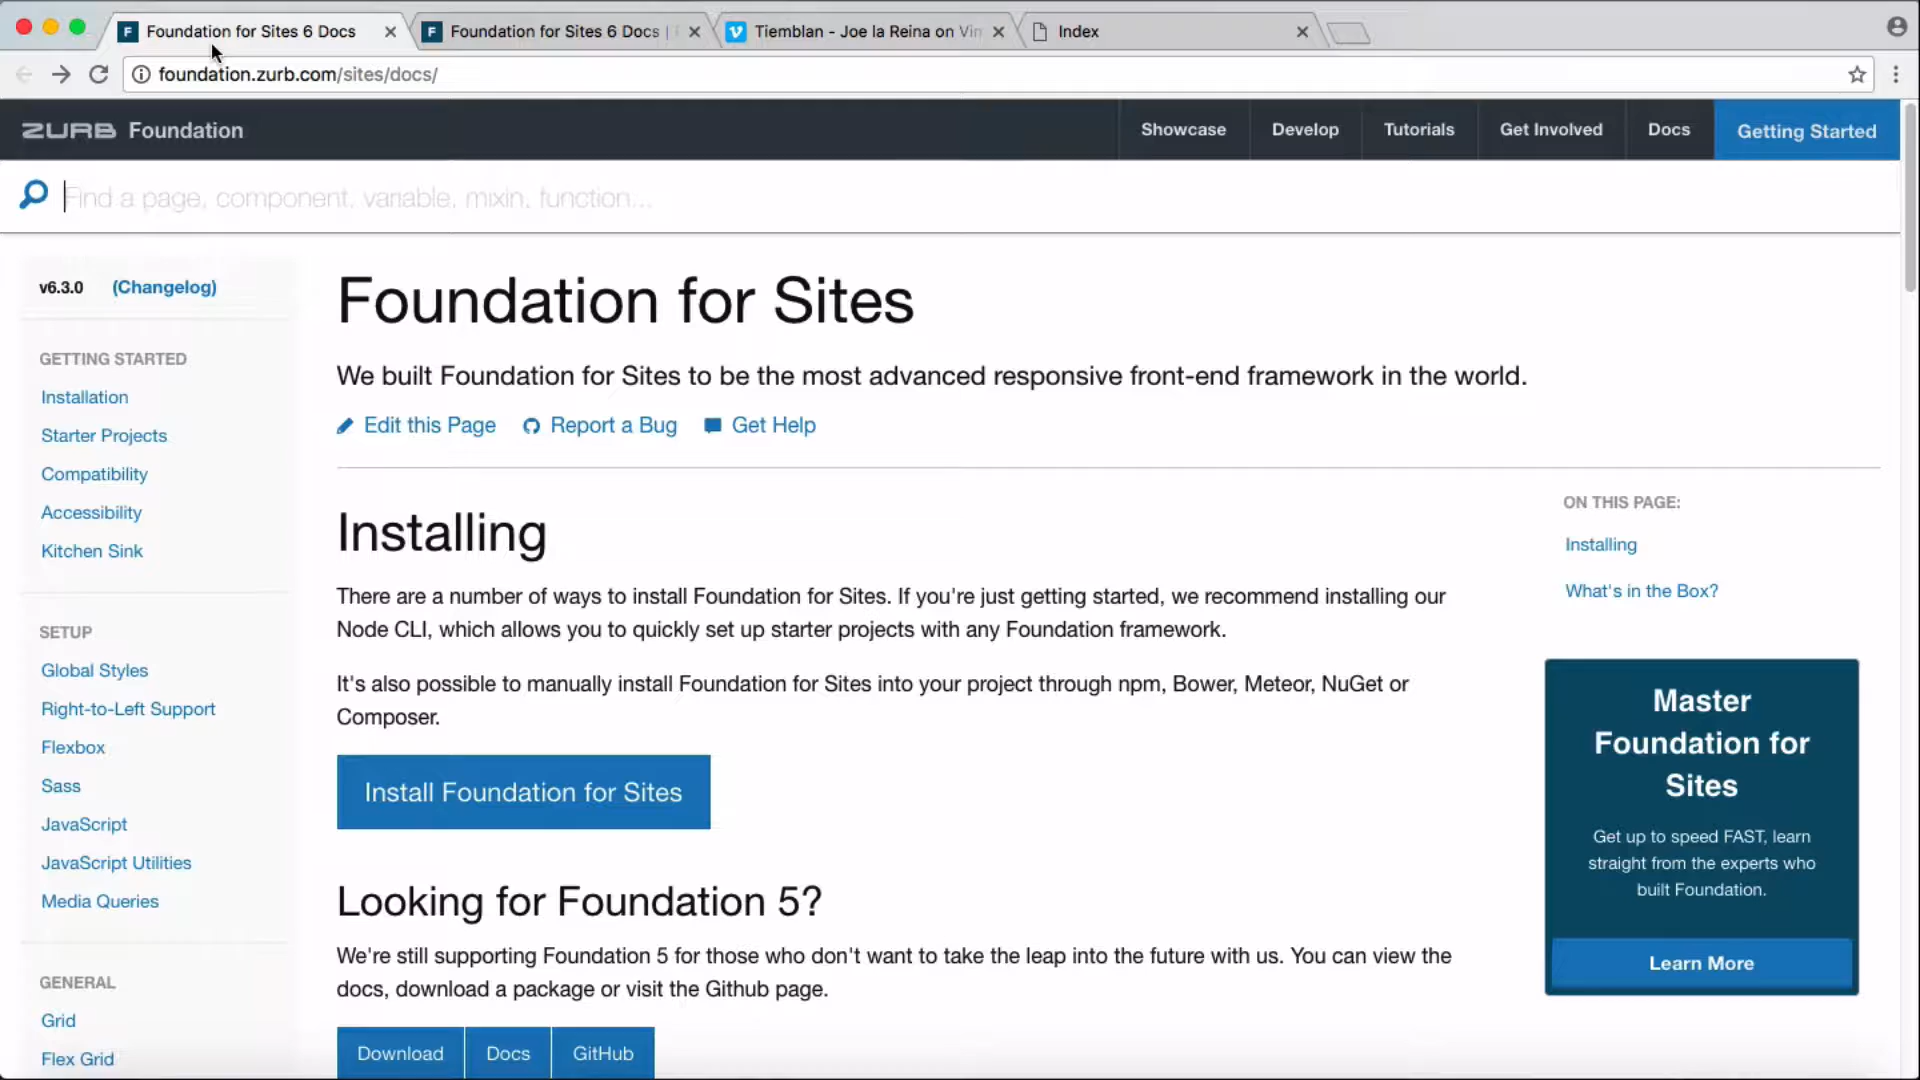 Foundation for Sites 6 Docs
Foundation for Sites 6 Docs |
Tiemblan - Joe la Reina on Vim
Index
foundation.zurb.com/sites/docs/
ZURB Foundation
Showcase
Develop
Tutorials
Get Involved
Docs
Getting Started
Find a page, component, variable, mixin, function...
v6.3.0 (Changelog)
GETTING STARTED
Installation
Starter Projects
Compatibility
Accessibility
Kitchen Sink
SETUP
Global Styles
Right-to-Left Support
Flexbox
Sass
JavaScript
JavaScript Utilities
Media Queries
GENERAL
Grid
Flex Grid
Foundation for Sites
We built Foundation for Sites to be the most advanced responsive front-end framework in the world.
Edit this Page
Report a Bug
Get Help
Installing
There are a number of ways to install Foundation for Sites. If you're just getting started, we recommend installing our
Node CLI, which allows you to quickly set up starter projects with any Foundation framework.
It's also possible to manually install Foundation for Sites into your project through npm, Bower, Meteor, NuGet or
Composer.
Install Foundation for Sites
Looking for Foundation 5?
We're still supporting Foundation 5 for those who don't want to take the leap into the future with us. You can view the
docs, download a package or visit the Github page.
Download
Docs
GitHub
ON THIS PAGE:
Installing
What's in the Box?
Master
Foundation for
Sites
Get up to speed FAST, learn
straight from the experts who
built Foundation.
Learn More